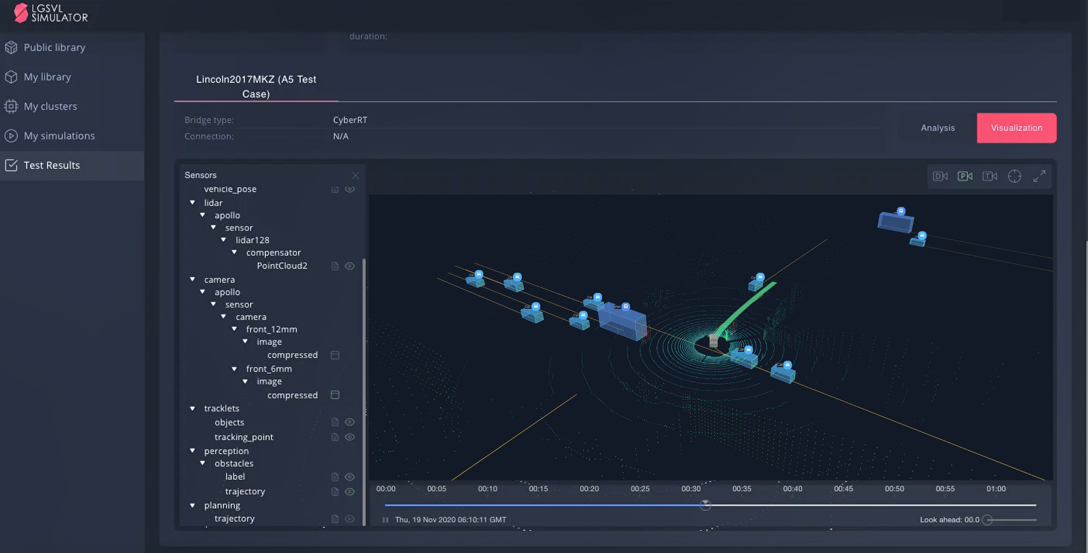 LGSVL
SIMULATOR
Public library
My library
My clusters
My simulations
Test Results
duration:
Lincoln2017MKZ (A5 Test
Case)
Bridge type: CyberRT
Connection: N/A
Analysis
Visualization
Sensors
vehicle_pose
lidar
apollo
sensor
lidar128
compensator
PointCloud2
camera
apollo
sensor
camera
front_12mm
image
compressed
front_6mm
image
compressed
tracklets
objects
tracking_point
perception
obstacles
label
trajectory
planning
trajectory
D P T
00:00 00:05 00:10 00:15 00:20 00:25 00:30 00:35 00:40 00:45 00:50 00:55 01:00
Thu, 19 Nov 2020 06:10:11 GMT
Look ahead: 00.0